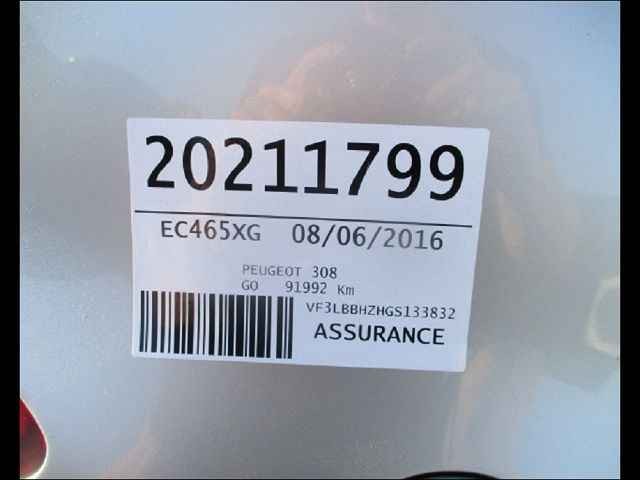 20211799
EC465XG 08/06/2016
PEUGEOT 308
GO 91992 Km
VF3LBBHZHGS133832
ASSURANCE